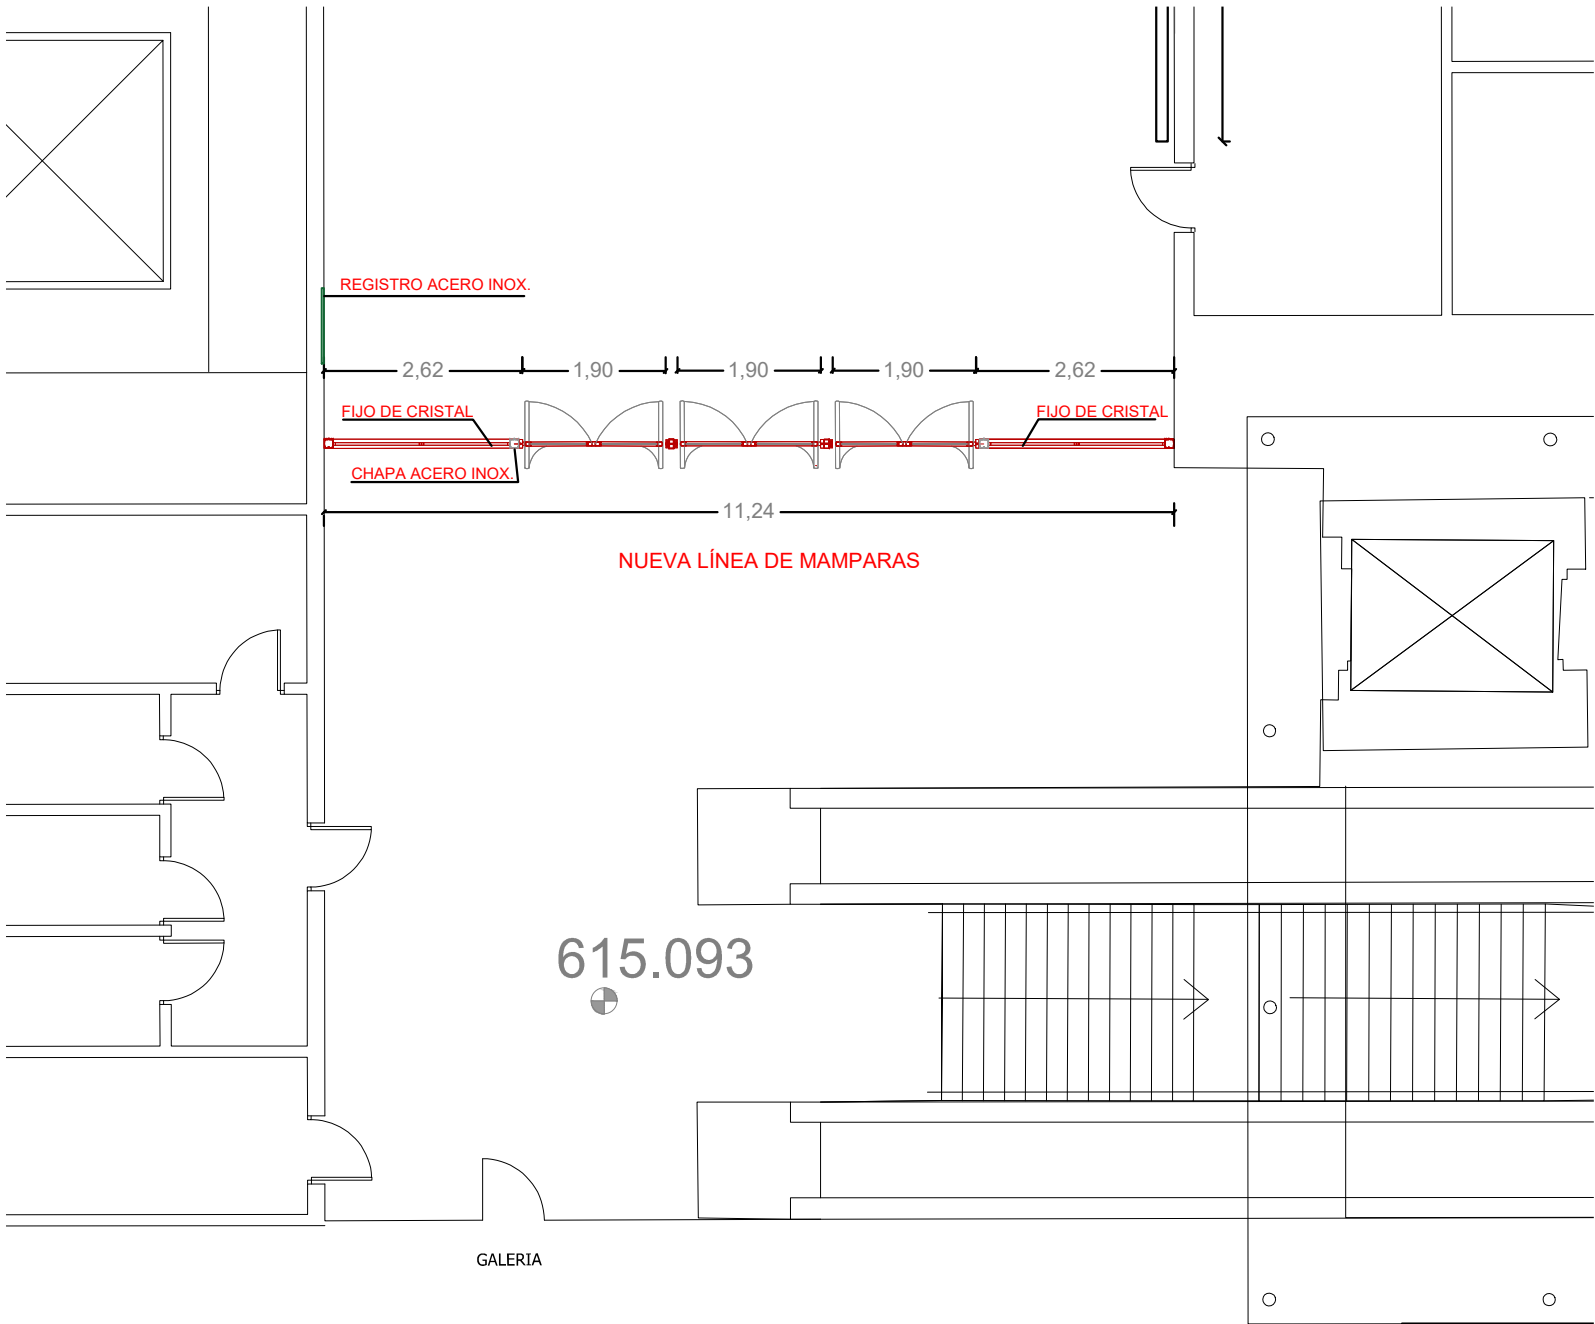 REGISTRO ACERO INOX.
2,62 1,90 1,90 1,90 2,62
FIJO DE CRISTAL FIJO DE CRISTAL
CHAPA ACERO INOX.
11,24
NUEVA LÍNEA DE MAMPARAS
615.093
GALERIA